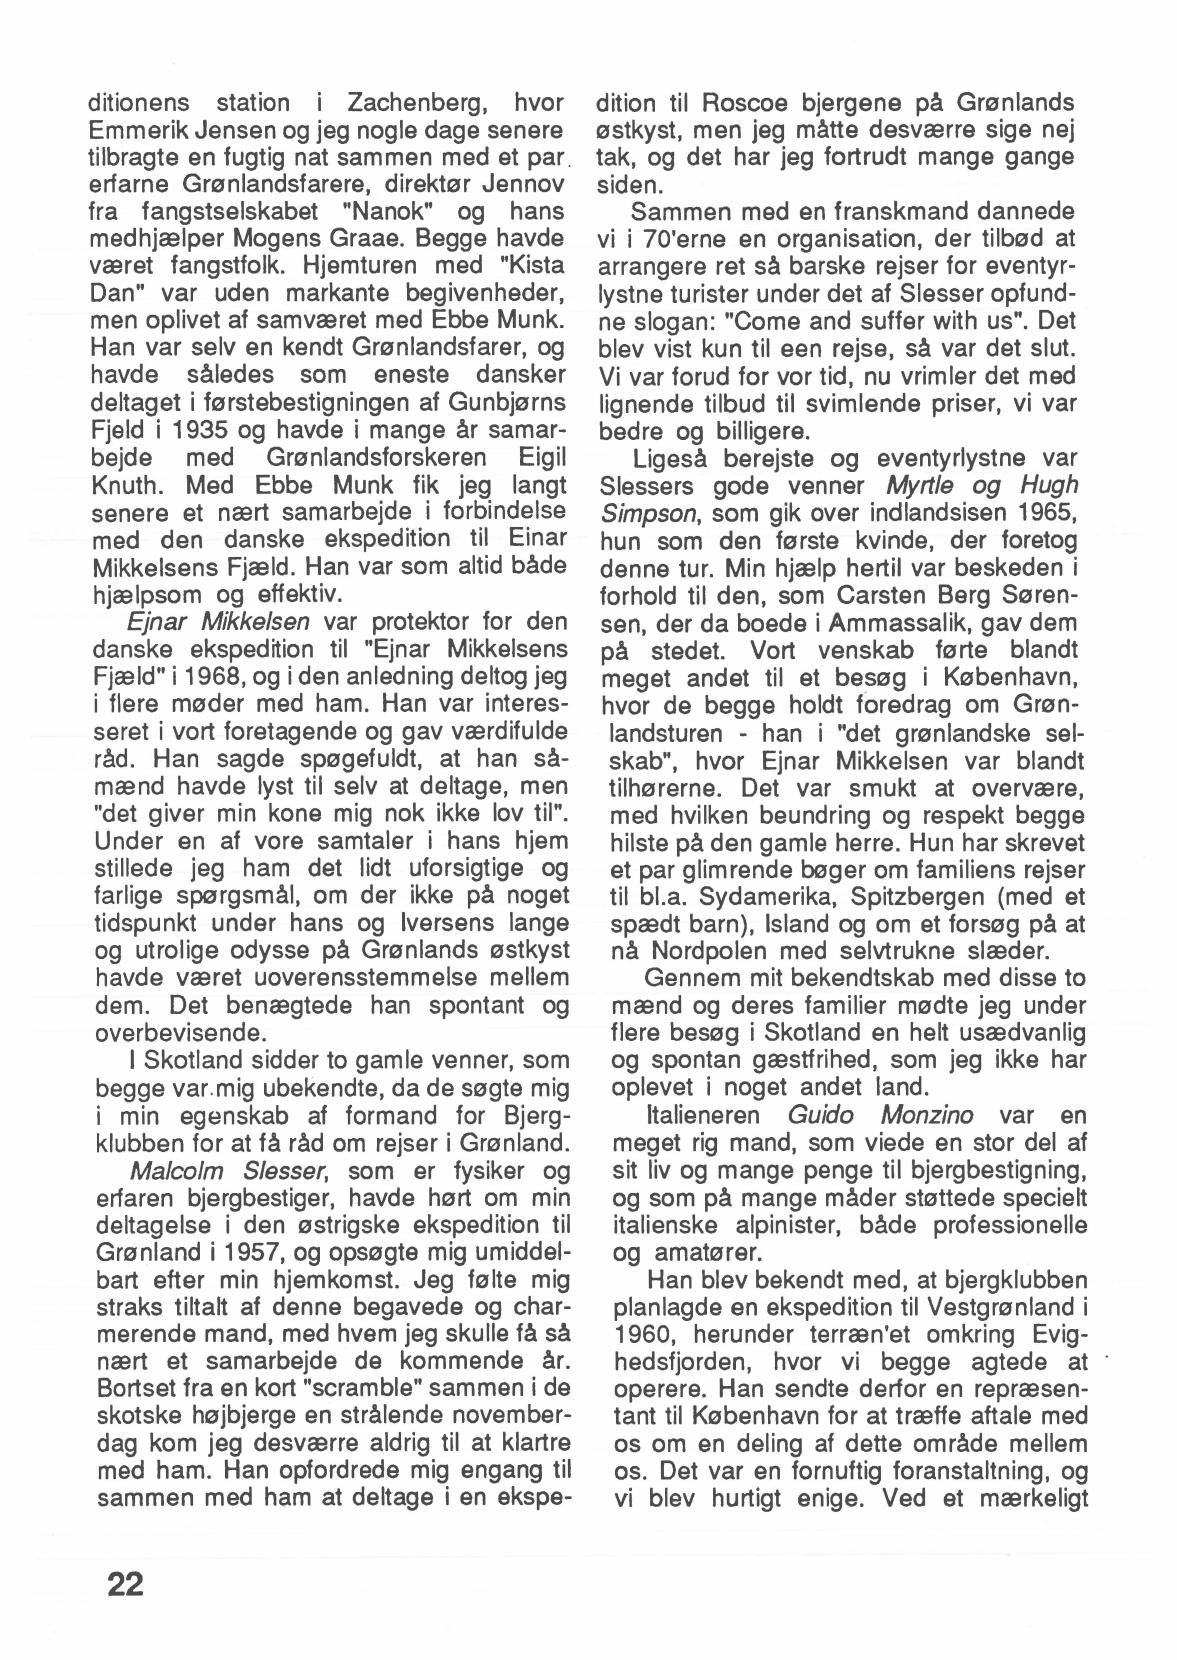 ditionens station i Zachenberg, hvor
Emmerik Jensen og jeg nogle dage senere
tilbragte en fugtig nat sammen med et par
erfarne Grønlandsfarere, direktør Jennov
fra fangstselskabet "Nanok" og hans
medhjælper Mogens Graae. Begge havde
været fangstfolk. Hjemturen med "Kista
Dan" var uden markante begivenheder,
men oplivet af samværet med Ebbe Munk.
Han var selv en kendt Grønlandsfarer, og
havde således som eneste dansker
deltaget i førstebestigningen af Gunbjørns
Fjeld i 1935 og havde i mange år samar-
bejde med Grønlandsforskeren Eigil
Knuth. Med Ebbe Munk fik jeg langt
senere et nært samarbejde i forbindelse
med den danske ekspedition til Einar
Mikkelsens Fjæld. Han var som altid både
hjælpsom og effektiv.
Ejnar Mikkelsen var protektor for den
danske ekspedition til "Ejnar Mikkelsens
Fjæld" i 1968, og i den anledning deltog jeg
i flere møder med ham. Han var interes-
seret i vort foretagende og gav værdifulde
råd. Han sagde spøgefuldt, at han så-
mænd havde lyst til selv at deltage, men
"det giver min kone mig nok ikke lov til".
Under en af vore samtaler i hans hjem
stillede jeg ham det lidt uforsigtige og
farlige spørgsmål, om der ikke på noget
tidspunkt under hans og Iversens lange
og utrolige odysse på Grønlands østkyst
havde været uoverensstemmelse mellem
dem. Det benægtede han spontant og
overbevisende.
I Skotland sidder to gamle venner, som
begge var mig ubekendte, da de søgte mig
i min egenskab af formand for Bjerg-
klubben for at få råd om rejser i Grønland.
Malcolm Slesser, som er fysiker og
erfaren bjergbestiger, havde hørt om min
deltagelse i den østrigske ekspedition til
Grønland i 1957, og opsøgte mig umiddel-
bart efter min hjemkomst. Jeg følte mig
straks tiltalt af denne begavede og char-
merende mand, med hvem jeg skulle få så
nært et samarbejde de kommende år.
Bortset fra en kort "scramble" sammen i de
skotske højbjerge en strålende november-
dag kom jeg desværre aldrig til at klartre
med ham. Han opfordrede mig engang til
sammen med ham at deltage i en ekspe-
dition til Roscoe bjergene på Grønlands
østkyst, men jeg måtte desværre sige nej
tak, og det har jeg fortrudt mange gange
siden.
Sammen med en franskmand dannede
vi i 70'erne en organisation, der tilbød at
arrangere ret så barske rejser for eventyr-
lystne turister under det af Slesser opfund-
ne slogan: "Come and suffer with us". Det
blev vist kun til een rejse, så var det slut.
Vi var forud for vor tid, nu vrimler det med
lignende tilbud til svimlende priser, vi var
bedre og billigere.
Ligeså berejste og eventyrlystne var
Slessers gode venner Myrtle og Hugh
Simpson, som gik over indlandsisen 1965,
hun som den første kvinde, der foretog
denne tur. Min hjælp hertil var beskeden i
forhold til den, som Carsten Berg Søren-
sen, der da boede i Ammassalik, gav dem
på stedet. Vort venskab førte blandt
meget andet til et besøg i København,
hvor de begge holdt foredrag om Grøn-
landsturen - han i "det grønlandske sel-
skab", hvor Ejnar Mikkelsen var blandt
tilhørerne. Det var smukt at overvære,
med hvilken beundring og respekt begge
hilste på den gamle herre. Hun har skrevet
et par glimrende bøger om familiens rejser
til bl.a. Sydamerika, Spitzbergen (med et
spædt barn), Island og om et forsøg på at
nå Nordpolen med selvtrukne slæder.
Gennem mit bekendtskab med disse to
mænd og deres familier mødte jeg under
flere besøg i Skotland en helt usædvanlig
og spontan gæstfrihed, som jeg ikke har
oplevet i noget andet land.
Italieneren Guido Monzino var en
meget rig mand, som viede en stor del af
sit liv og mange penge til bjergbestigning,
og som på mange måder støttede specielt
italienske alpinister, både professionelle
og amatører.
Han blev bekendt med, at bjergklubben
planlagde en ekspedition til Vestgrønland i
1960, herunder terræn'et omkring Evig-
hedsfjorden, hvor vi begge agtede at
operere. Han sendte derfor en repræsen-
tant til København for at træffe aftale med
os om en deling af dette område mellem
os. Det var en fornuftig foranstaltning, og
vi blev hurtigt enige. Ved et mærkeligt
22